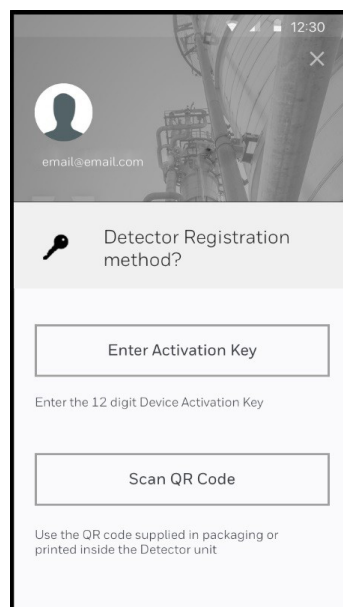 12:30
email@email.com
Detector Registration
method?
Enter Activation Key
Enter the 12 digit Device Activation Key
Scan QR Code
Use the QR code supplied in packaging or
printed inside the Detector unit